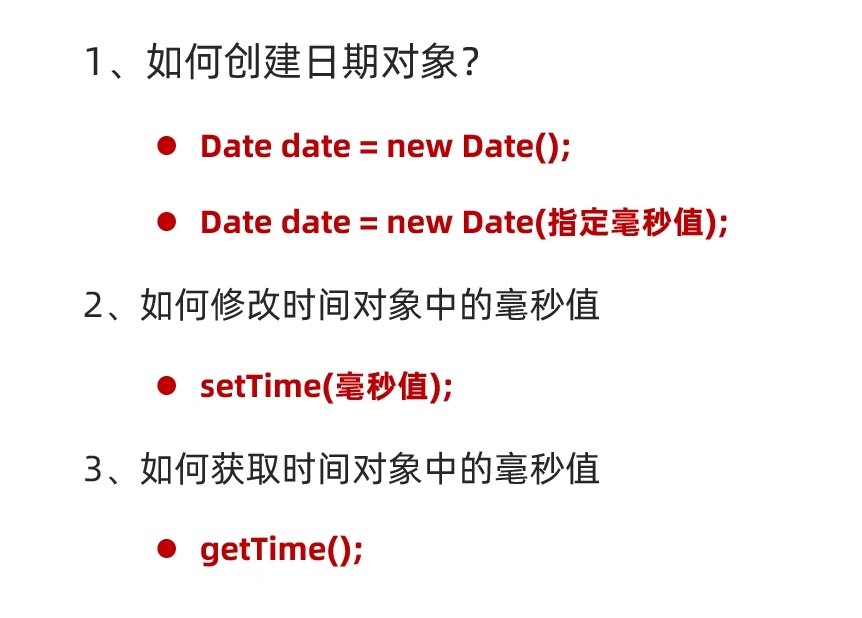 1、如何创建日期对象？
● Date date = new Date();
● Date date = new Date(指定毫秒值);
2、如何修改时间对象中的毫秒值
● setTime(毫秒值);
3、如何获取时间对象中的毫秒值
● getTime();